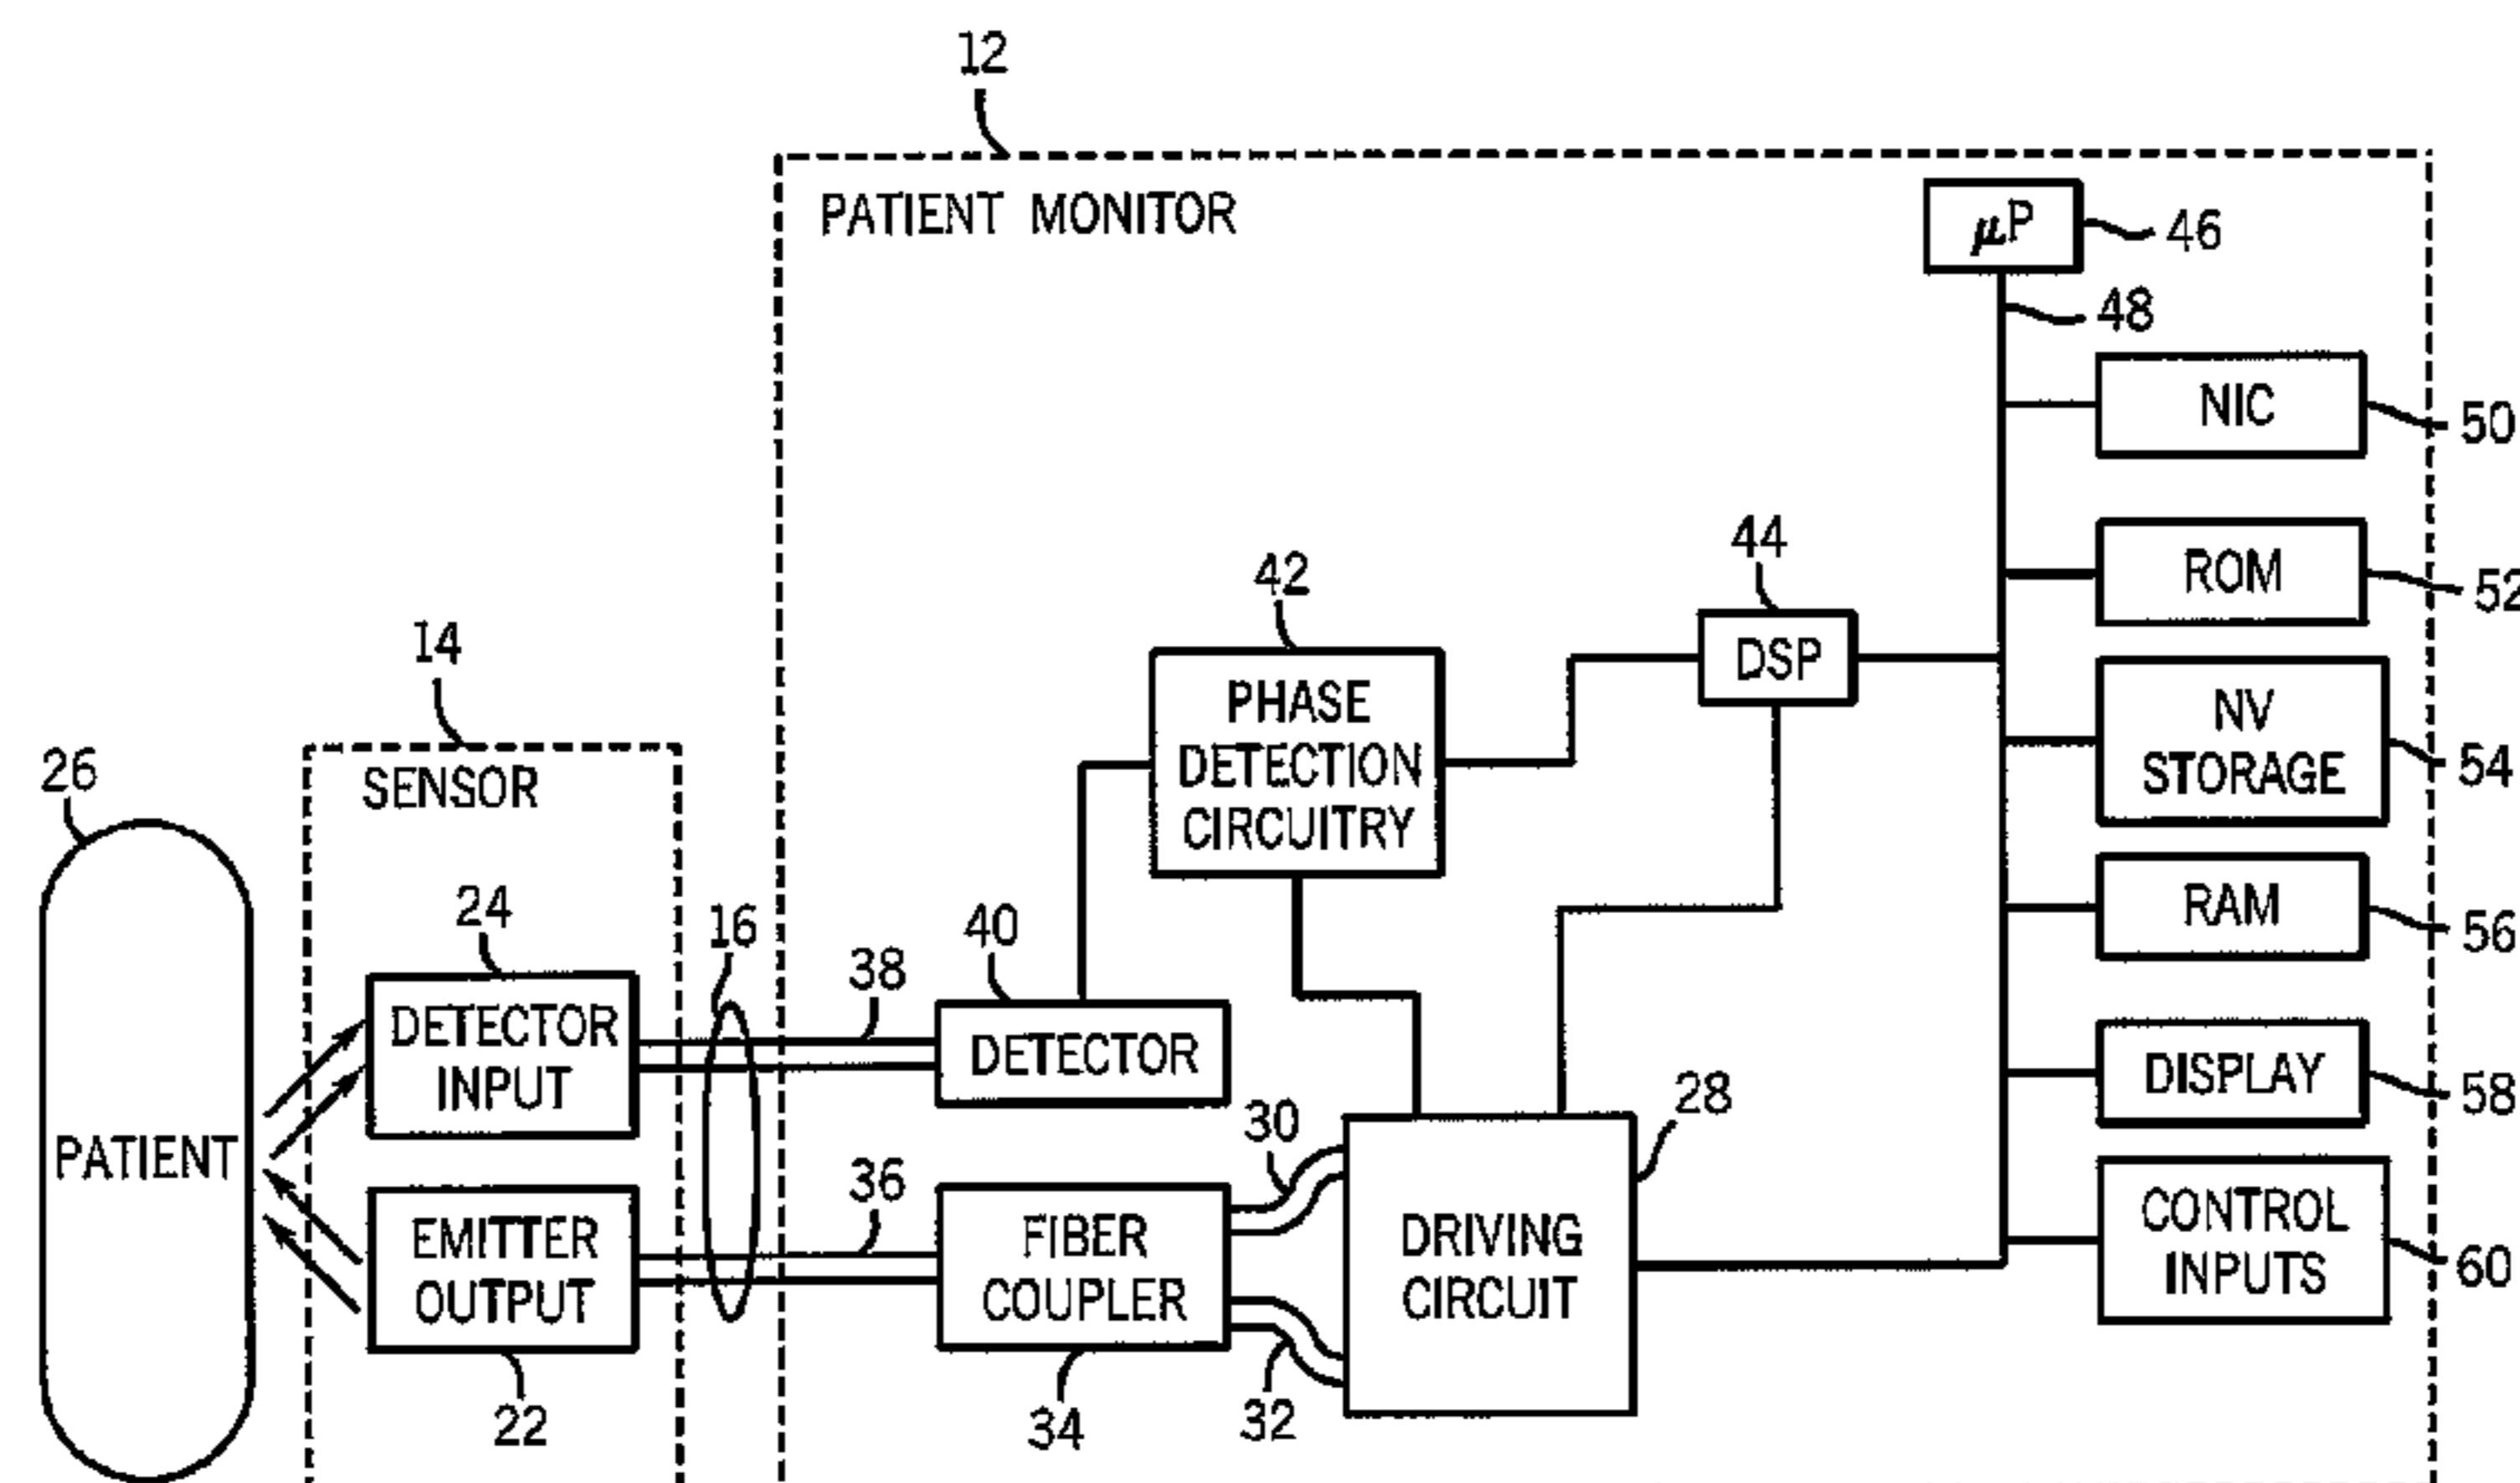 12
PATIENT MONITOR
μP
46
48
NIC
50
ROM
52
44
DSP
42
PHASE
DETECTION
CIRCUITRY
NV
STORAGE
54
14
SENSOR
26
PATIENT
24
DETECTOR
INPUT
16
38
40
DETECTOR
RAM
56
DISPLAY
58
28
30
36
EMITTER
OUTPUT
22
FIBER
COUPLER
34
32
DRIVING
CIRCUIT
CONTROL
INPUTS
60